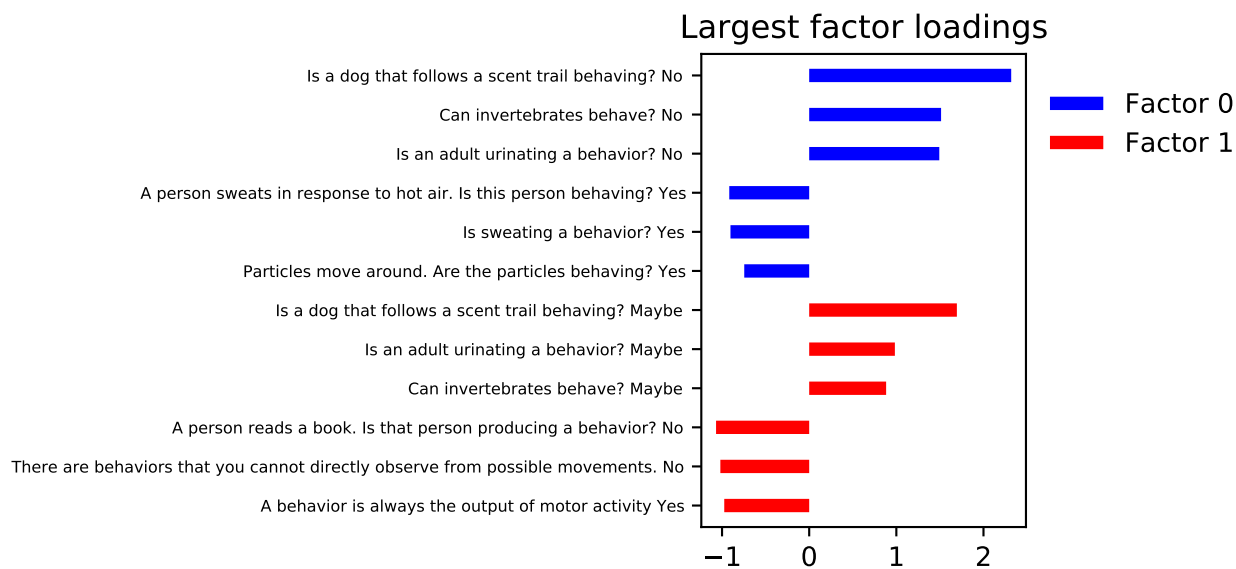 Largest factor loadings
Is a dog that follows a scent trail behaving? No
Can invertebrates behave? No
Is an adult urinating a behavior? No
A person sweats in response to hot air. Is this person behaving? Yes
Is sweating a behavior? Yes
Particles move around. Are the particles behaving? Yes
Is a dog that follows a scent trail behaving? Maybe
Is an adult urinating a behavior? Maybe
Can invertebrates behave? Maybe
A person reads a book. Is that person producing a behavior? No
There are behaviors that you cannot directly observe from possible movements. No
A behavior is always the output of motor activity Yes
−1 0 1 2
Factor 0
Factor 1